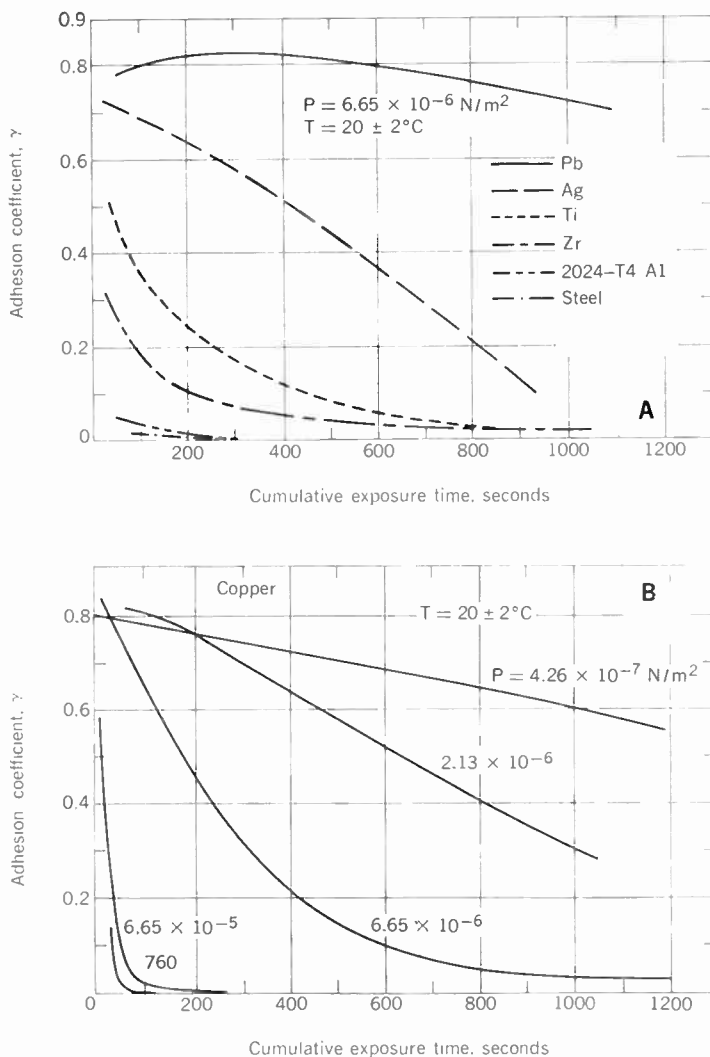 0.9
0.8
0.6
0.4
0.2
0
Adhesion coefficient, γ
P = 6.65 × 10⁻⁶ N/m²
T = 20 ± 2°C
Pb
Ag
Ti
Zr
2024–T4 A1
Steel
A
200
400
600
800
1000
1200
Cumulative exposure time, seconds
Copper
B
T = 20 ± 2°C
P = 4.26 × 10⁻⁷ N/m²
2.13 × 10⁻⁶
6.65 × 10⁻⁵
6.65 × 10⁻⁶
760
0.8
0.6
0.4
0.2
Adhesion coefficient, γ
0
200
400
600
800
1000
1200
Cumulative exposure time, seconds